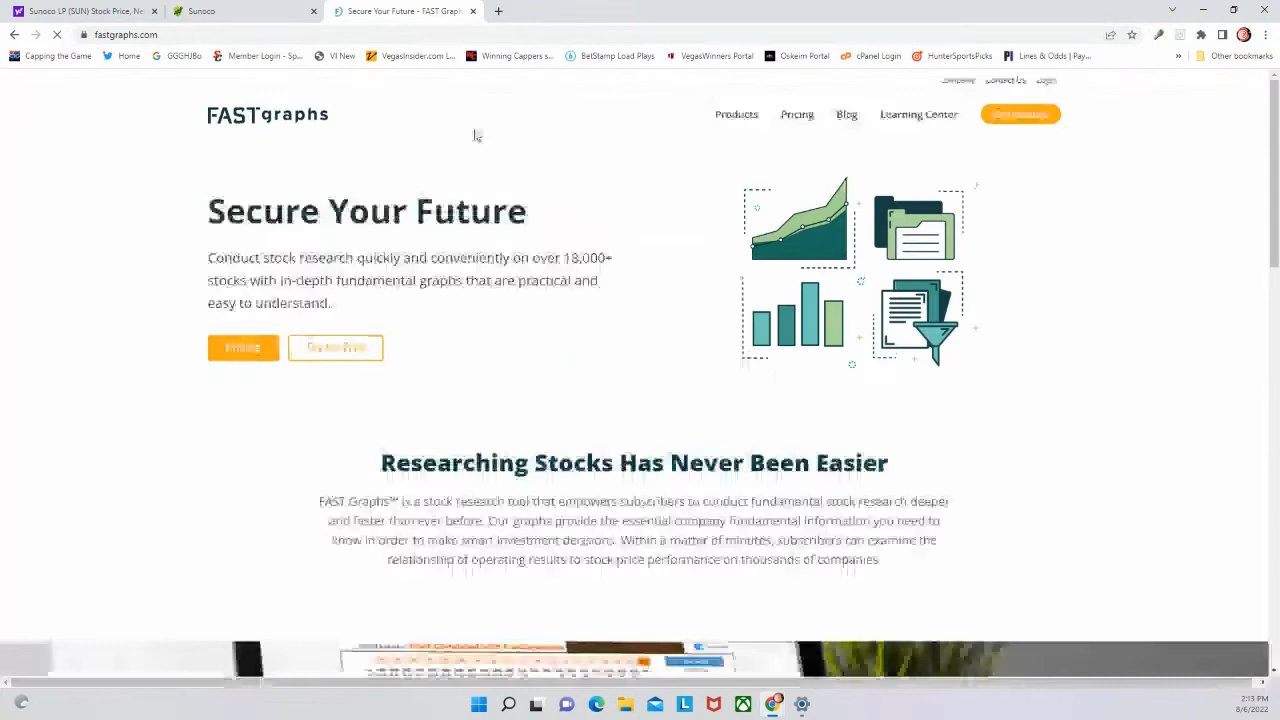 Sunoco LP (SUN) Stock Price, Ne
Sunoco
Secure Your Future - FAST Graph
fastgraphs.com
Capping the Game
Home
GGGHJBo
Member Login - Sp...
VI New
VegasInsider.com L...
Winning Cappers s...
BetStamp Load Plays
VegasWinners Portal
Oskeim Portal
cPanel Login
HunterSportsPicks
Lines & Odds | Pay...
Other bookmarks
Contact Us
Login
FASTgraphs
Products
Pricing
Blog
Learning Center
Secure Your Future
Conduct stock research quickly and conveniently on over 18,000+
stocks with in-depth fundamental graphs that are practical and
easy to understand.
Researching Stocks Has Never Been Easier
FAST Graphs™ is a stock research tool that empowers subscribers to conduct fundamental stock research deeper
and faster than ever before. Our graphs provide the essential company fundamental information you need to
know in order to make smart investment decisions. Within a matter of minutes, subscribers can examine the
relationship of operating results to stock price performance on thousands of companies
2:13 PM
8/6/2022